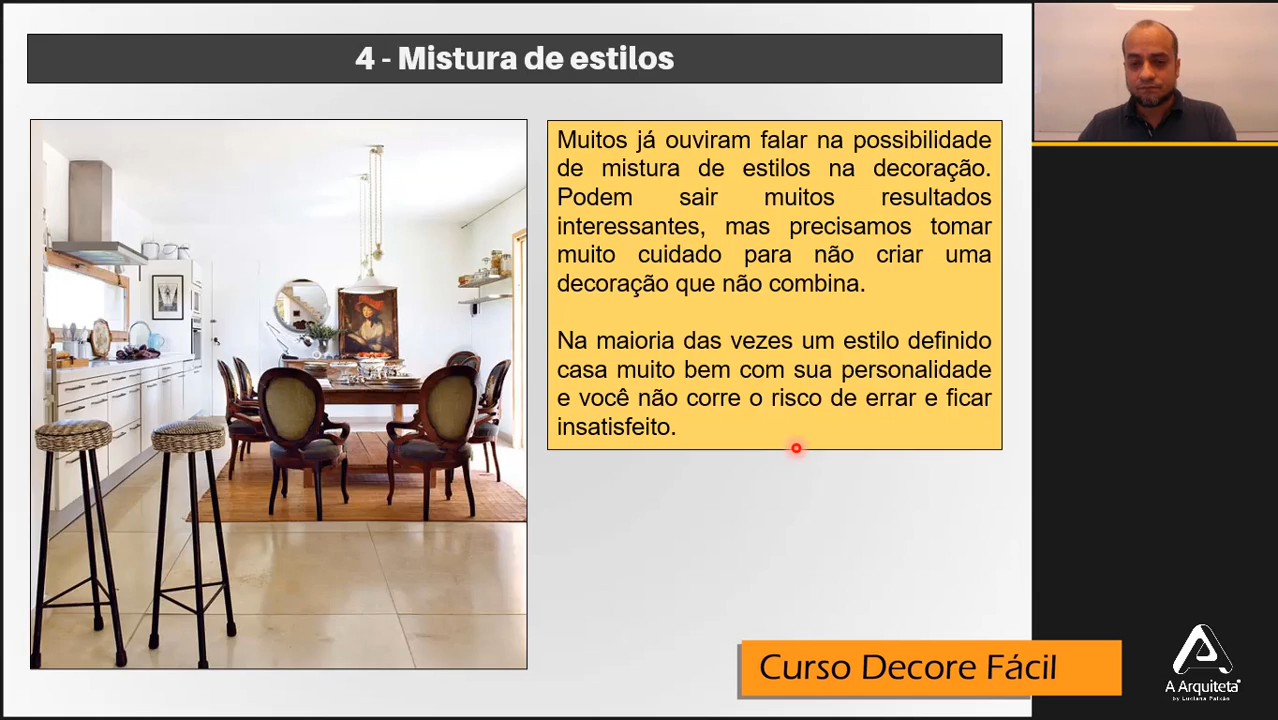 4 - Mistura de estilos
Muitos já ouviram falar na possibilidade
de mistura de estilos na decoração.
Podem sair muitos resultados
interessantes, mas precisamos tomar
muito cuidado para não criar uma
decoração que não combina.
Na maioria das vezes um estilo definido
casa muito bem com sua personalidade
e você não corre o risco de errar e ficar
insatisfeito.
Curso Decore Fácil
A Arquiteta
by Luciana Paixão